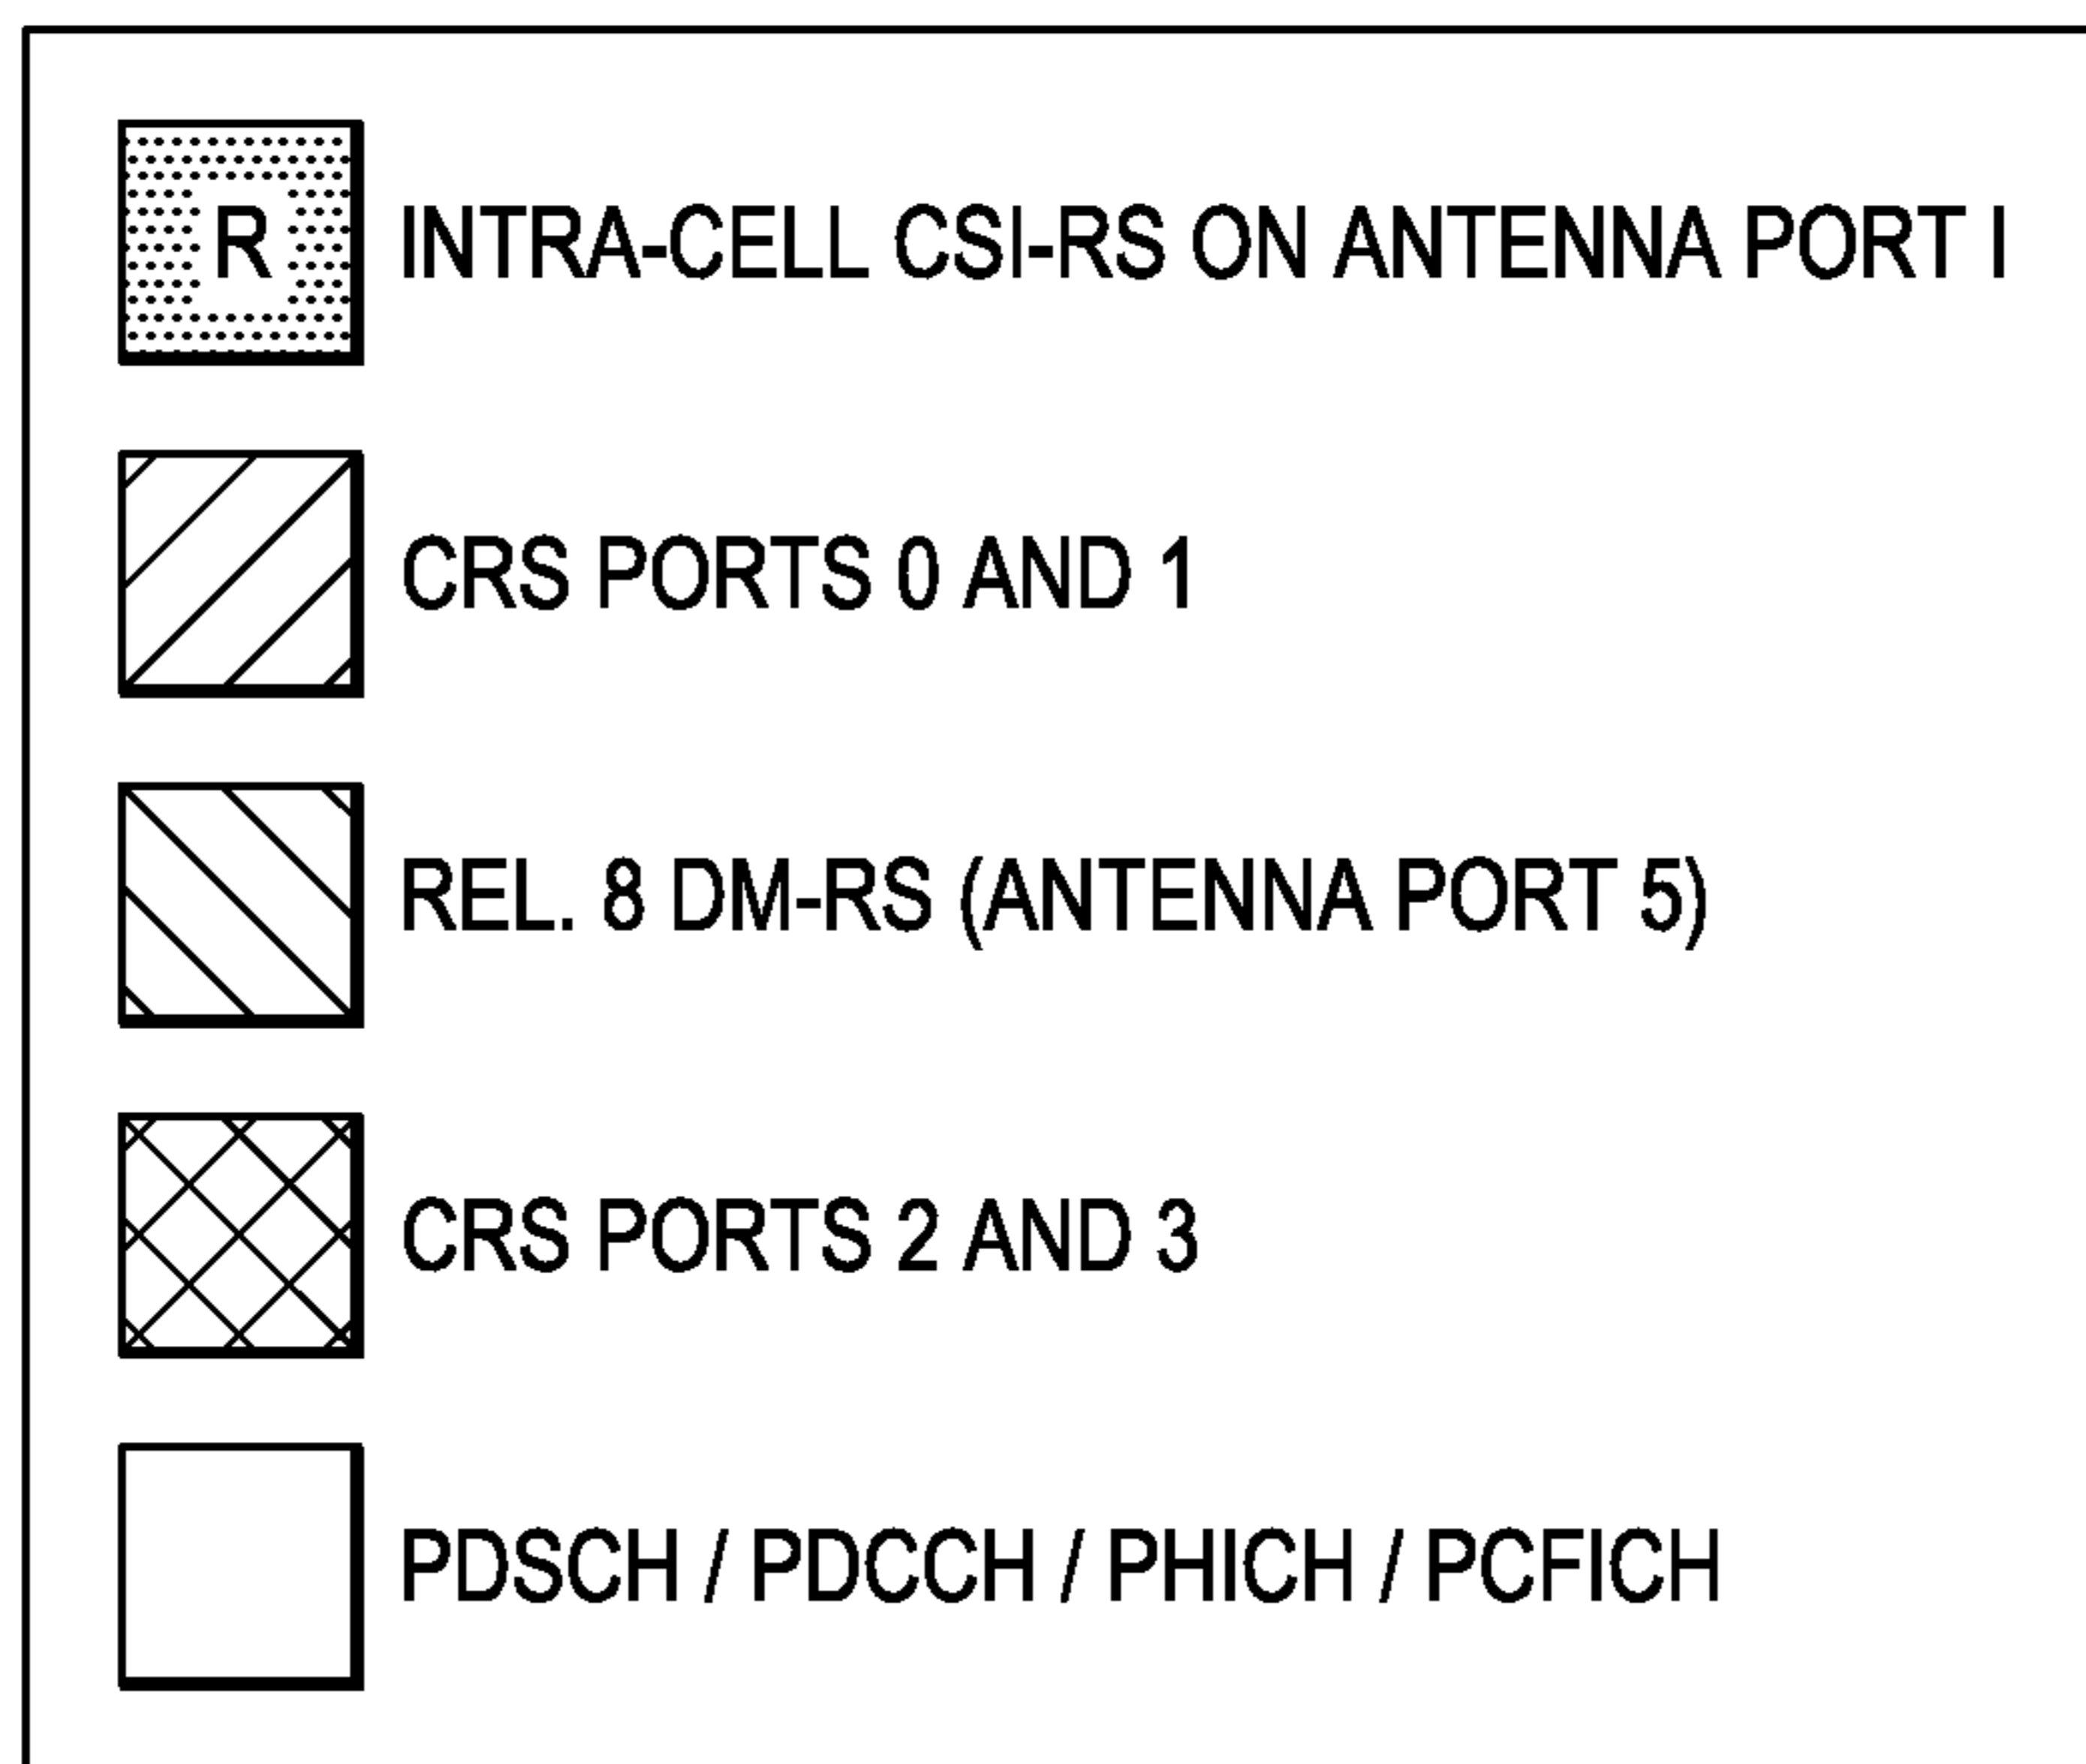 R INTRA-CELL CSI-RS ON ANTENNA PORT I
CRS PORTS 0 AND 1
REL. 8 DM-RS (ANTENNA PORT 5)
CRS PORTS 2 AND 3
PDSCH / PDCCH / PHICH / PCFICH